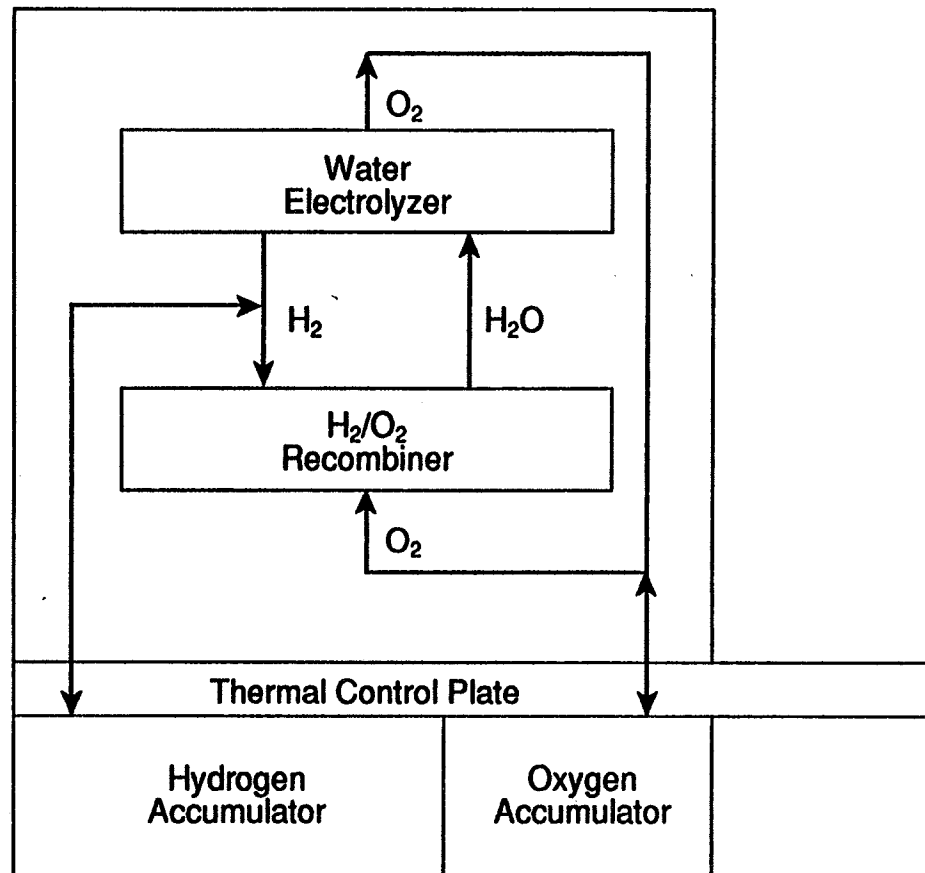 O₂
Water
Electrolyzer
H₂
H₂O
H₂/O₂
Recombiner
O₂
Thermal Control Plate
Hydrogen
Accumulator
Oxygen
Accumulator